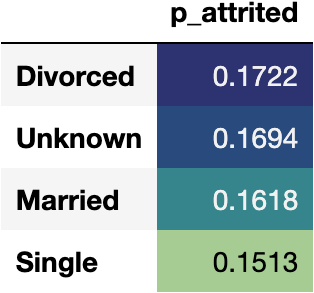 p_attrited
Divorced 0.1722
Unknown 0.1694
Married 0.1618
Single 0.1513